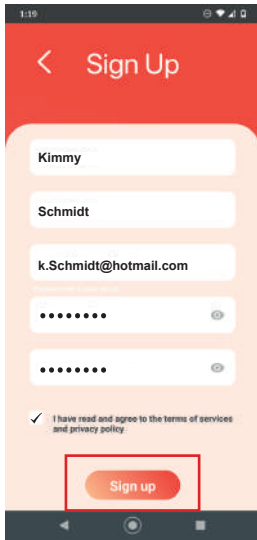 1:19
Sign Up
Kimmy
Schmidt
k.Schmidt@hotmail.com
I have read and agree to the terms of services
and privacy policy
Sign up